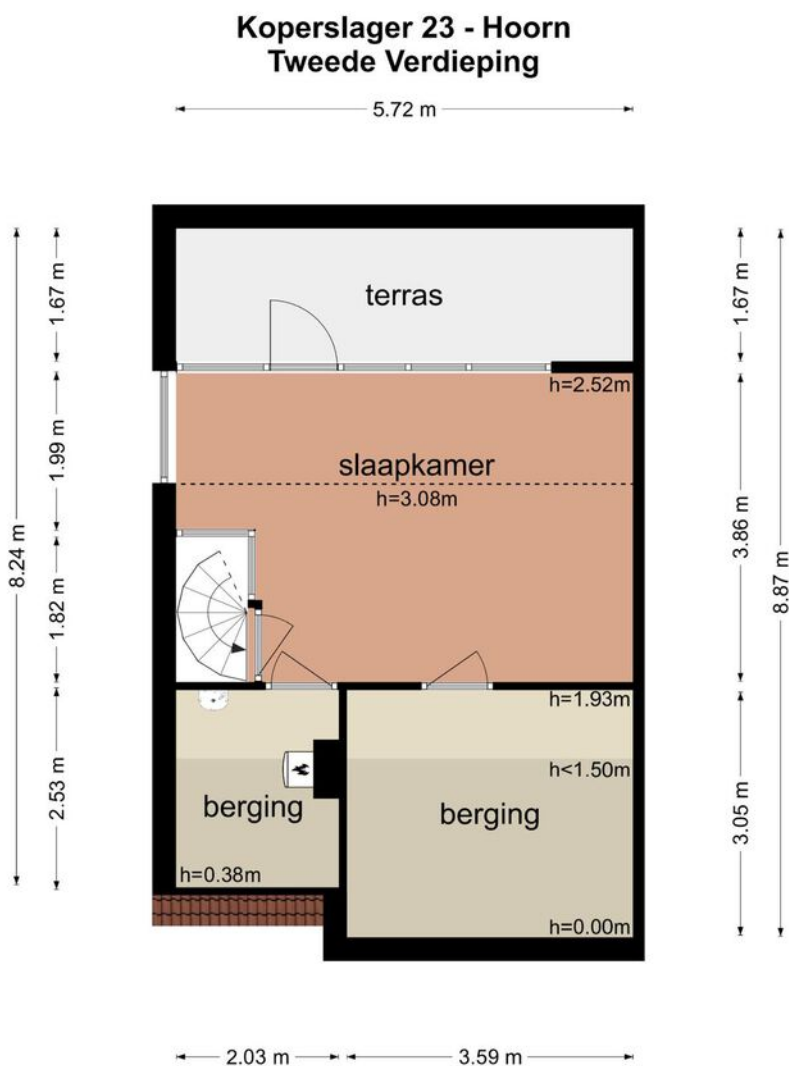 Koperslager 23 - Hoorn
Tweede Verdieping
5.72 m
8.24 m
1.67 m
1.99 m
1.82 m
2.53 m
terras
h=2.52m
slaapkamer
h=3.08m
h=1.93m
h<1.50m
berging
berging
h=0.38m
h=0.00m
1.67 m
3.86 m
3.05 m
8.87 m
2.03 m
3.59 m